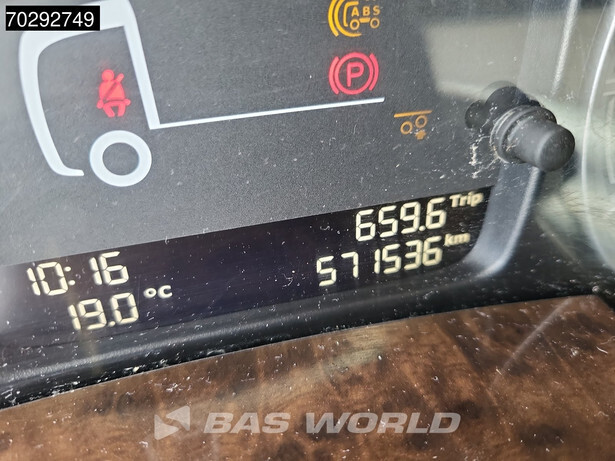 70292749
ABS
P
659.6 Trip
10:16
571536 km
19.0 °C
BAS WORLD